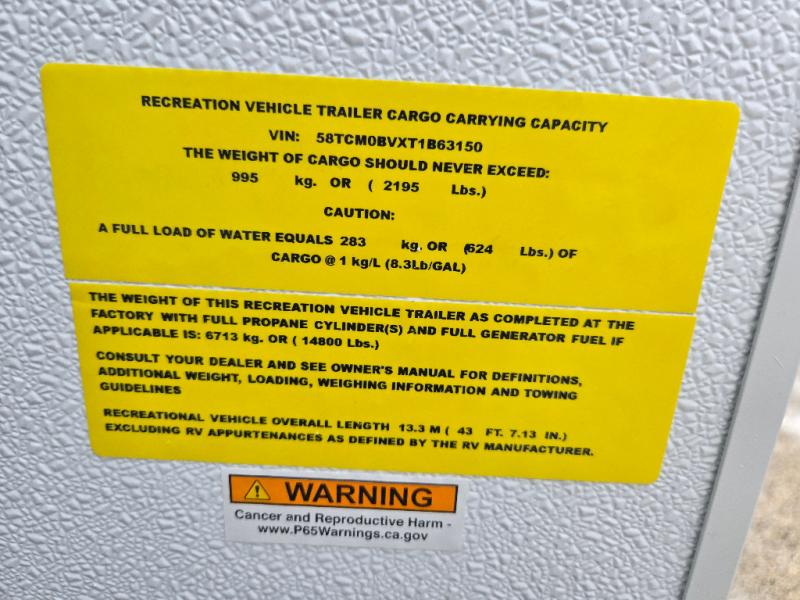 RECREATION VEHICLE TRAILER CARGO CARRYING CAPACITY
VIN: 58TCM0BVXT1B63150
THE WEIGHT OF CARGO SHOULD NEVER EXCEED:
995 kg. OR ( 2195 Lbs.)
CAUTION:
A FULL LOAD OF WATER EQUALS 283 kg. OR (624 Lbs.) OF
CARGO @ 1 kg/L (8.3Lb/GAL)
THE WEIGHT OF THIS RECREATION VEHICLE TRAILER AS COMPLETED AT THE
FACTORY WITH FULL PROPANE CYLINDER(S) AND FULL GENERATOR FUEL IF
APPLICABLE IS: 6713 kg. OR ( 14800 Lbs.)
CONSULT YOUR DEALER AND SEE OWNER'S MANUAL FOR DEFINITIONS,
ADDITIONAL WEIGHT, LOADING, WEIGHING INFORMATION AND TOWING
GUIDELINES
RECREATIONAL VEHICLE OVERALL LENGTH 13.3 M ( 43 FT. 7.13 IN.)
EXCLUDING RV APPURTENANCES AS DEFINED BY THE RV MANUFACTURER.
WARNING
Cancer and Reproductive Harm -
www.P65Warnings.ca.gov